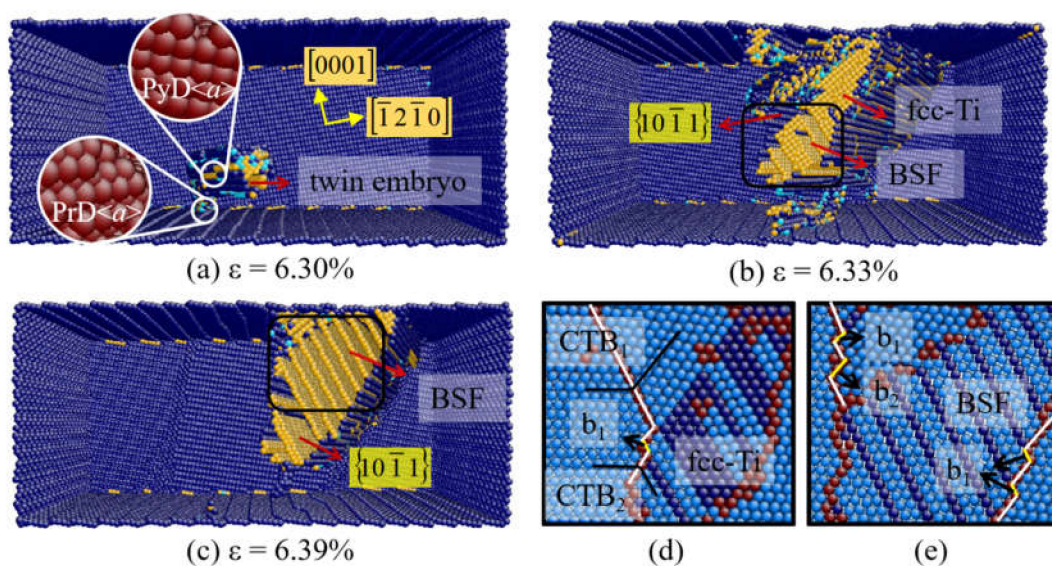 PyD<a>
PrD<a>
[0001]
[1̄21̄0]
twin embryo
(a) ε = 6.30%
{101̄1}
fcc-Ti
BSF
(b) ε = 6.33%
BSF
{101̄1}
(c) ε = 6.39%
CTB₁
b₁
fcc-Ti
CTB₂
(d)
b₁
b₂
BSF
b₁
(e)